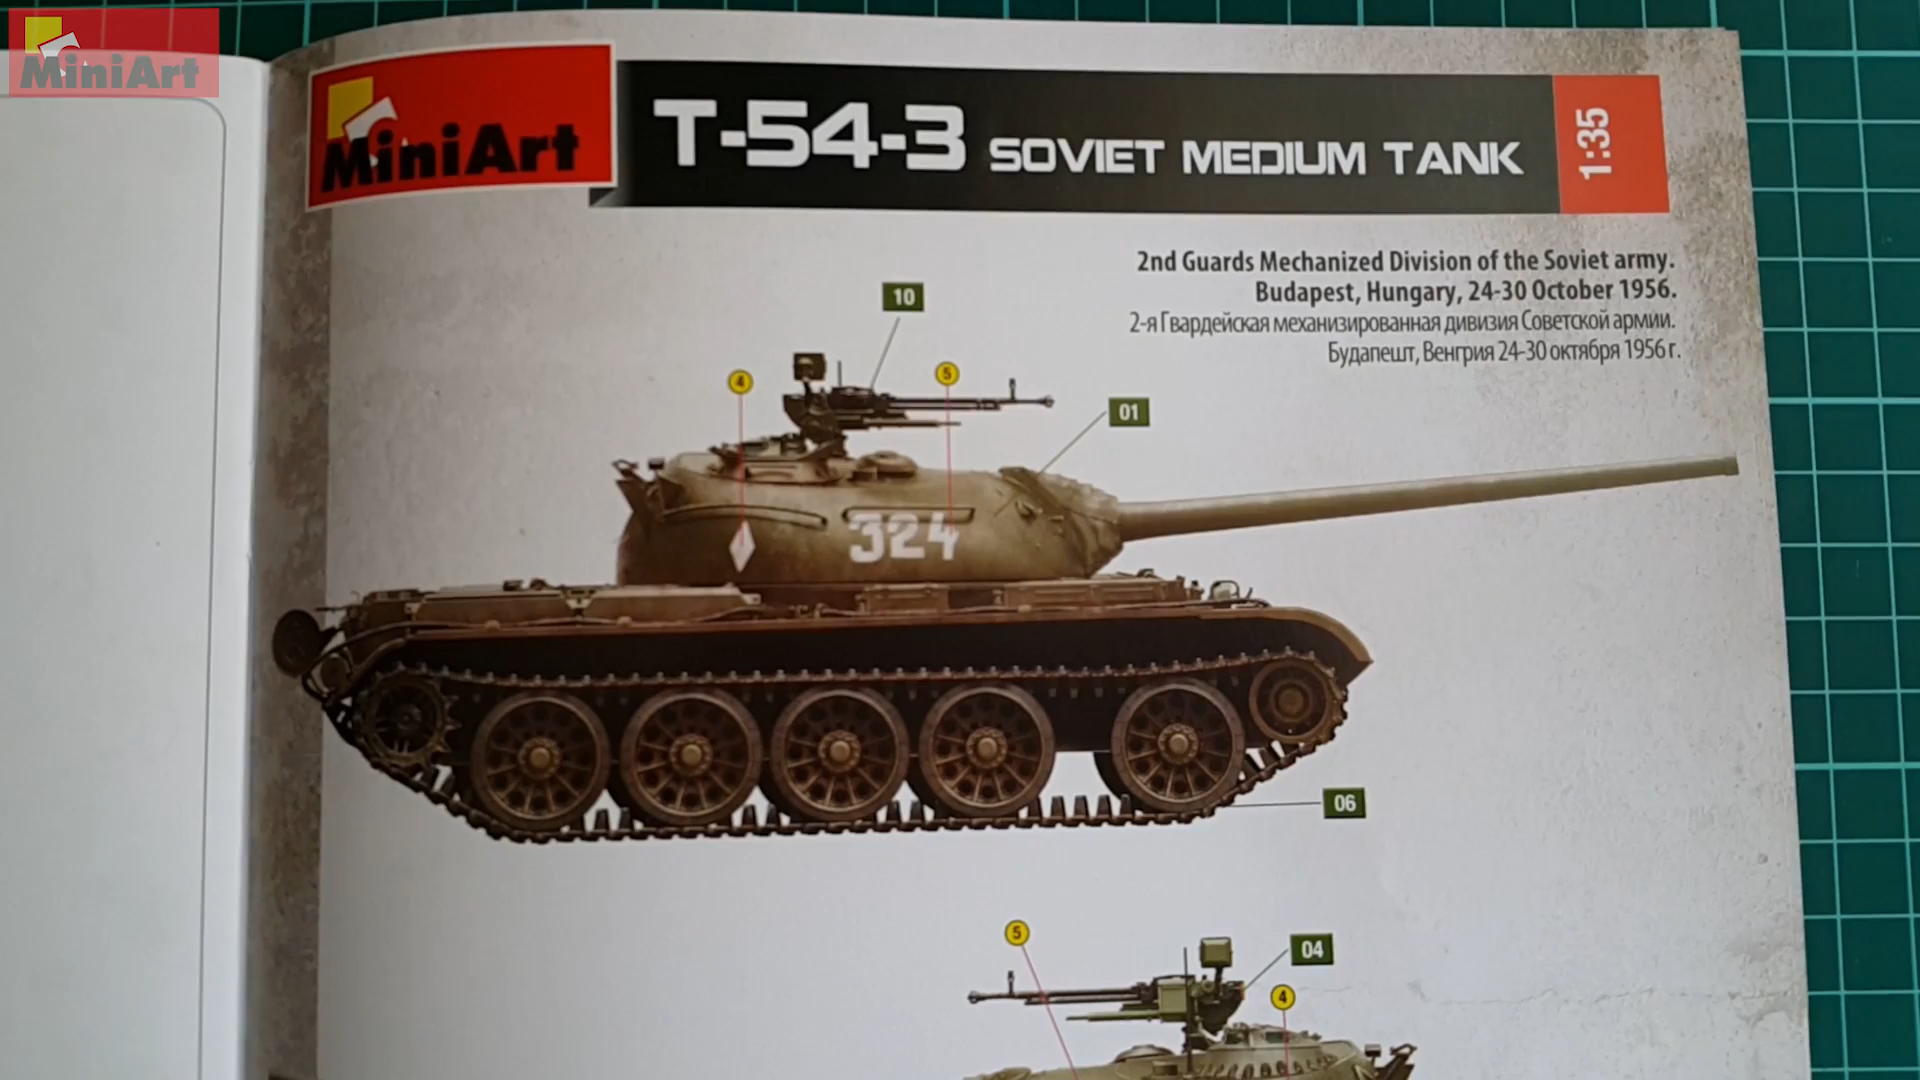 MiniArt
MiniArt
T-54-3 SOVIET MEDIUM TANK
1:35
2nd Guards Mechanized Division of the Soviet army.
Budapest, Hungary, 24-30 October 1956.
2-я Гвардейская механизированная дивизия Советской армии.
Будапешт, Венгрия 24-30 октября 1956 г.
10
4
5
01
324
06
5
04
4